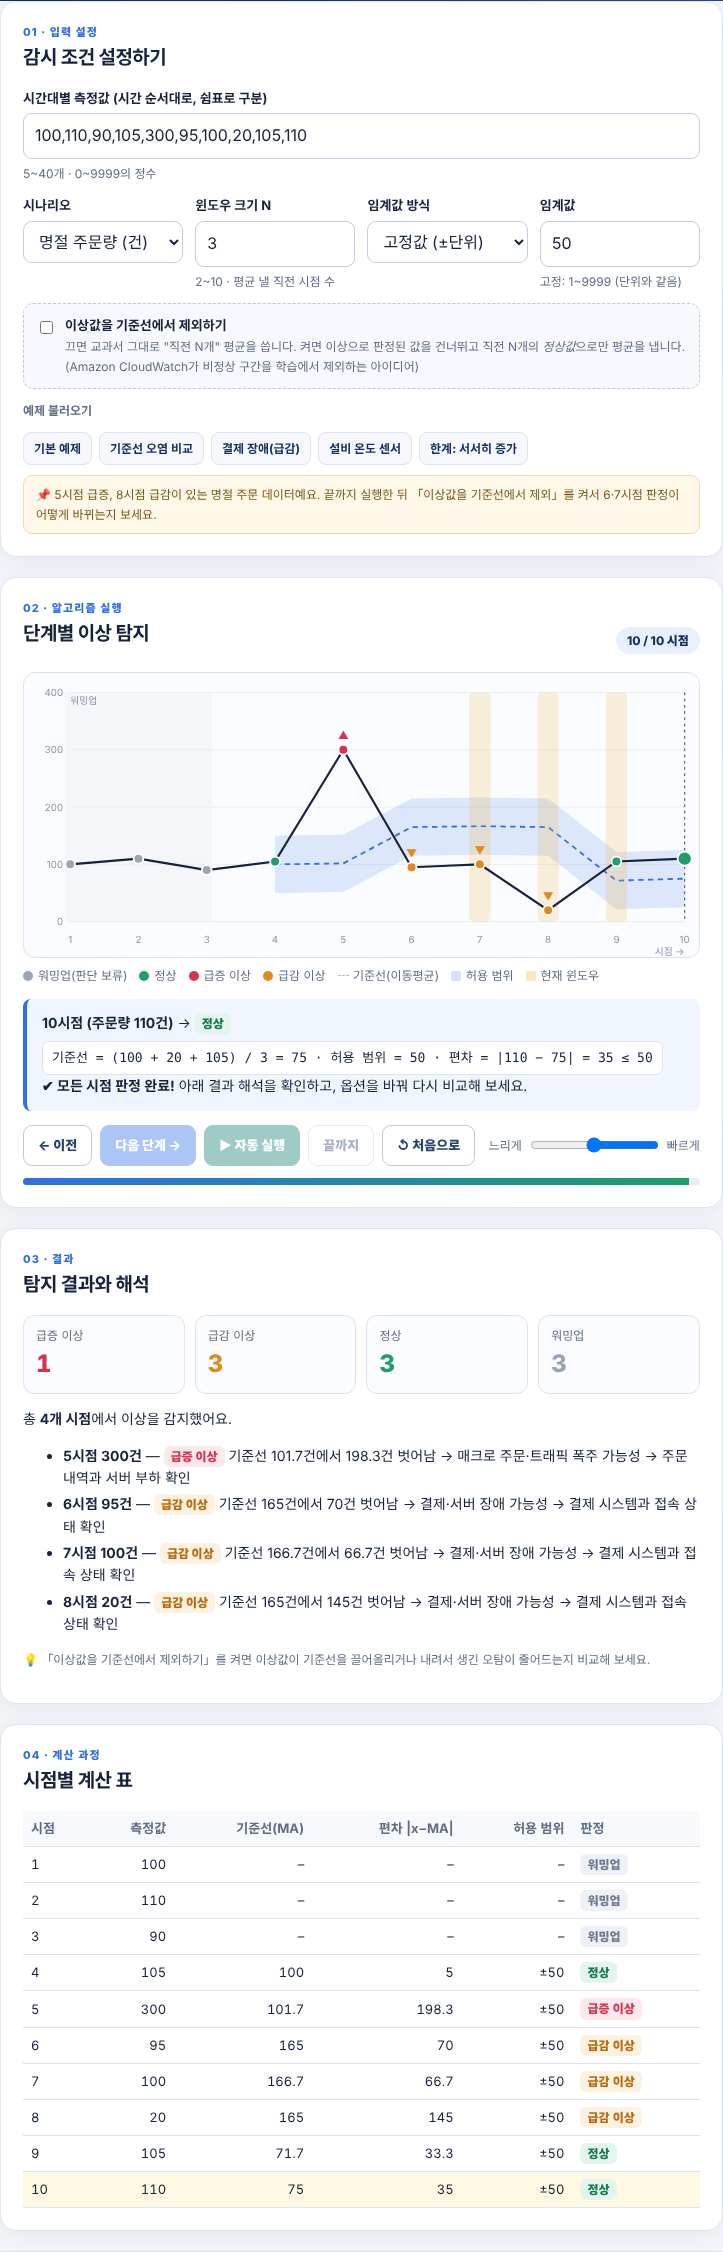 01 · 입력 설정
감시 조건 설정하기
시간대별 측정값 (시간 순서대로, 쉼표로 구분)
100,110,90,105,300,95,100,20,105,110
5~40개 · 0~9999의 정수
시나리오 윈도우 크기 N 임계값 방식 임계값
명절 주문량 (건) 3 고정값 (±단위) 50
2~10 · 평균 낼 직전 시점 수 고정: 1~9999 (단위와 같음)
이상값을 기준선에서 제외하기
끄면 교과서 그대로 "직전 N개" 평균을 씁니다. 켜면 이상으로 판정된 값을 건너뛰고 직전 N개의 정상값으로만 평균을 냅니다.
(Amazon CloudWatch가 비정상 구간을 학습에서 제외하는 아이디어)
예제 불러오기
기본 예제 기준선 오염 비교 결제 장애(급감) 설비 온도 센서 한계: 서서히 증가
📌 5시점 급증, 8시점 급감이 있는 명절 주문 데이터예요. 끝까지 실행한 뒤 「이상값을 기준선에서 제외」를 켜서 6·7시점 판정이
어떻게 바뀌는지 보세요.
02 · 알고리즘 실행
단계별 이상 탐지
10 / 10 시점
400
워밍업
300
200
100
0
1 2 3 4 5 6 7 8 9 10
시점 →
워밍업(판단 보류) 정상 급증 이상 급감 이상 기준선(이동평균) 허용 범위 현재 윈도우
10시점 (주문량 110건) → 정상
기준선 = (100 + 20 + 105) / 3 = 75 · 허용 범위 = 50 · 편차 = |110 − 75| = 35 ≤ 50
✔ 모든 시점 판정 완료! 아래 결과 해석을 확인하고, 옵션을 바꿔 다시 비교해 보세요.
← 이전 다음 단계 → ▶ 자동 실행 끝까지 ↺ 처음으로 느리게 빠르게
03 · 결과
탐지 결과와 해석
급증 이상 급감 이상 정상 워밍업
1 3 3 3
총 4개 시점에서 이상을 감지했어요.
• 5시점 300건 — 급증 이상 기준선 101.7건에서 198.3건 벗어남 → 매크로 주문·트래픽 폭주 가능성 → 주문
내역과 서버 부하 확인
• 6시점 95건 — 급감 이상 기준선 165건에서 70건 벗어남 → 결제·서버 장애 가능성 → 결제 시스템과 접속 상
태 확인
• 7시점 100건 — 급감 이상 기준선 166.7건에서 66.7건 벗어남 → 결제·서버 장애 가능성 → 결제 시스템과 접
속 상태 확인
• 8시점 20건 — 급감 이상 기준선 165건에서 145건 벗어남 → 결제·서버 장애 가능성 → 결제 시스템과 접속
상태 확인
💡 「이상값을 기준선에서 제외하기」를 켜면 이상값이 기준선을 끌어올리거나 내려서 생긴 오탐이 줄어드는지 비교해 보세요.
04 · 계산 과정
시점별 계산 표
시점 측정값 기준선(MA) 편차 |x−MA| 허용 범위 판정
1 100 – – – 워밍업
2 110 – – – 워밍업
3 90 – – – 워밍업
4 105 100 5 ±50 정상
5 300 101.7 198.3 ±50 급증 이상
6 95 165 70 ±50 급감 이상
7 100 166.7 66.7 ±50 급감 이상
8 20 165 145 ±50 급감 이상
9 105 71.7 33.3 ±50 정상
10 110 75 35 ±50 정상